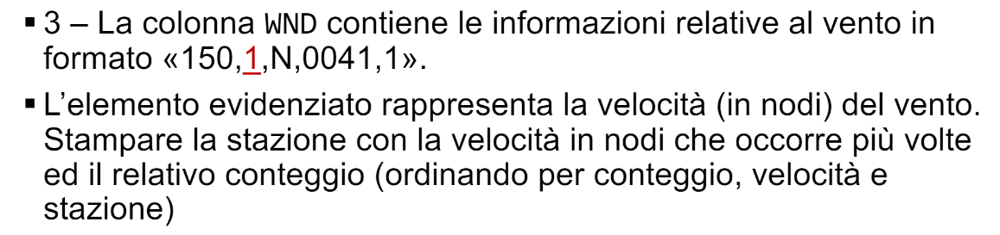 ▪ 3 – La colonna WND contiene le informazioni relative al vento in
formato «150,1,N,0041,1».
▪ L’elemento evidenziato rappresenta la velocità (in nodi) del vento.
Stampare la stazione con la velocità in nodi che occorre più volte
ed il relativo conteggio (ordinando per conteggio, velocità e
stazione)